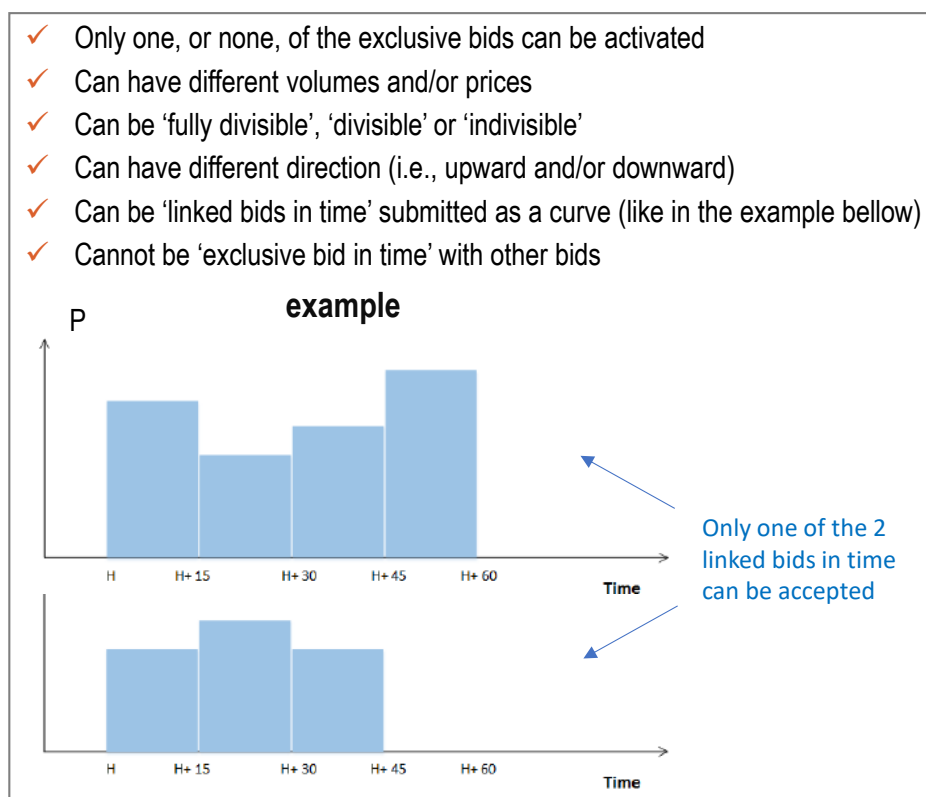 ✓ Only one, or none, of the exclusive bids can be activated
✓ Can have different volumes and/or prices
✓ Can be ‘fully divisible’, ‘divisible’ or ‘indivisible’
✓ Can have different direction (i.e., upward and/or downward)
✓ Can be ‘linked bids in time’ submitted as a curve (like in the example bellow)
✓ Cannot be ‘exclusive bid in time’ with other bids
example
P
H H+ 15 H+ 30 H+ 45 H+ 60
Time
Only one of the 2
linked bids in time
can be accepted
H H+ 15 H+ 30 H+ 45 H+ 60
Time